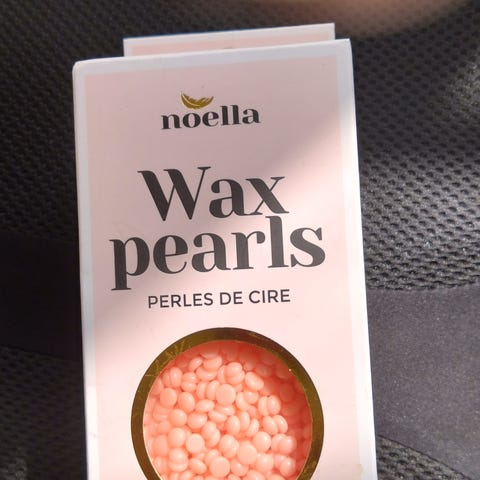 noella
Wax
pearls
PERLES DE CIRE